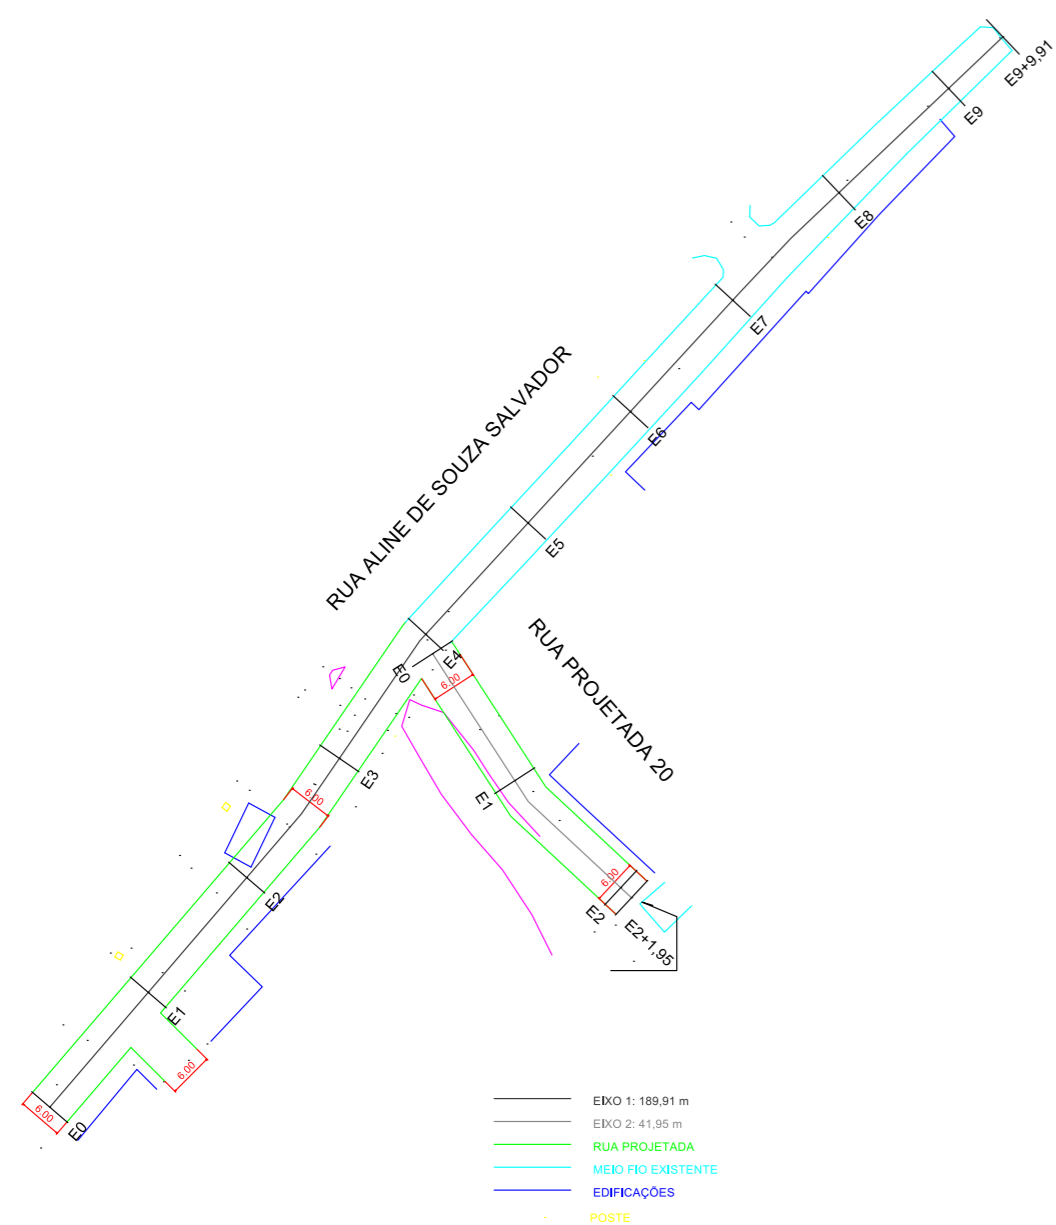 E9+9,91
E9
E8
E7
E6
RUA ALINE DE SOUZA SALVADOR
E5
RUA PROJETADA 20
E4
E0
6.00
E3
E1
6.00
6.00
E2
E2
E2+1,95
E1
6.00
6.00
E0
EIXO 1: 189,91 m
EIXO 2: 41,95 m
RUA PROJETADA
MEIO FIO EXISTENTE
EDIFICAÇÕES
POSTE